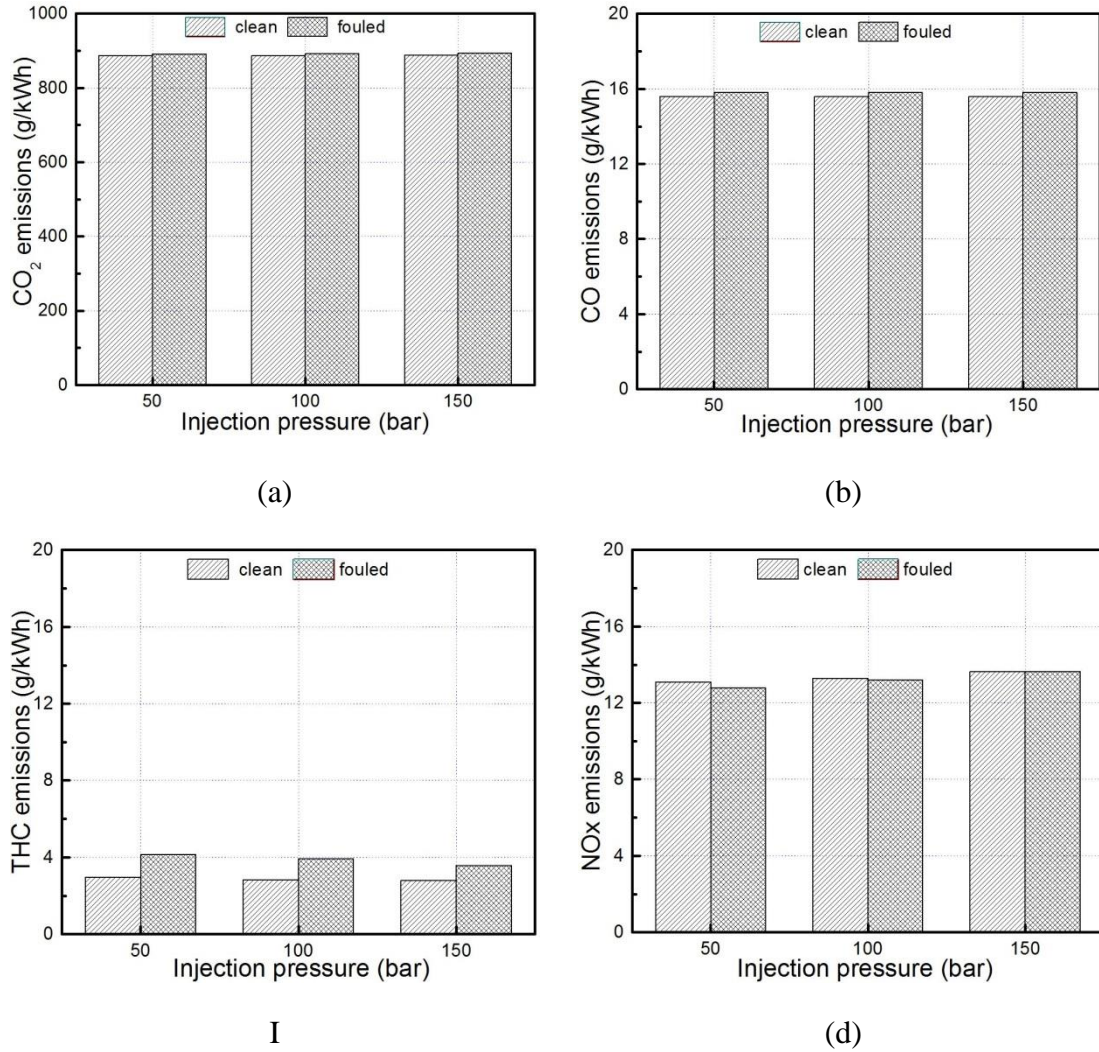 clean fouled
CO2 emissions (g/kWh)
1000
800
600
400
200
0
50 100 150
Injection pressure (bar)
(a)
clean fouled
CO emissions (g/kWh)
20
16
12
8
4
0
50 100 150
Injection pressure (bar)
(b)
clean fouled
THC emissions (g/kWh)
20
16
12
8
4
0
50 100 150
Injection pressure (bar)
I
clean fouled
NOx emissions (g/kWh)
20
16
12
8
4
0
50 100 150
Injection pressure (bar)
(d)